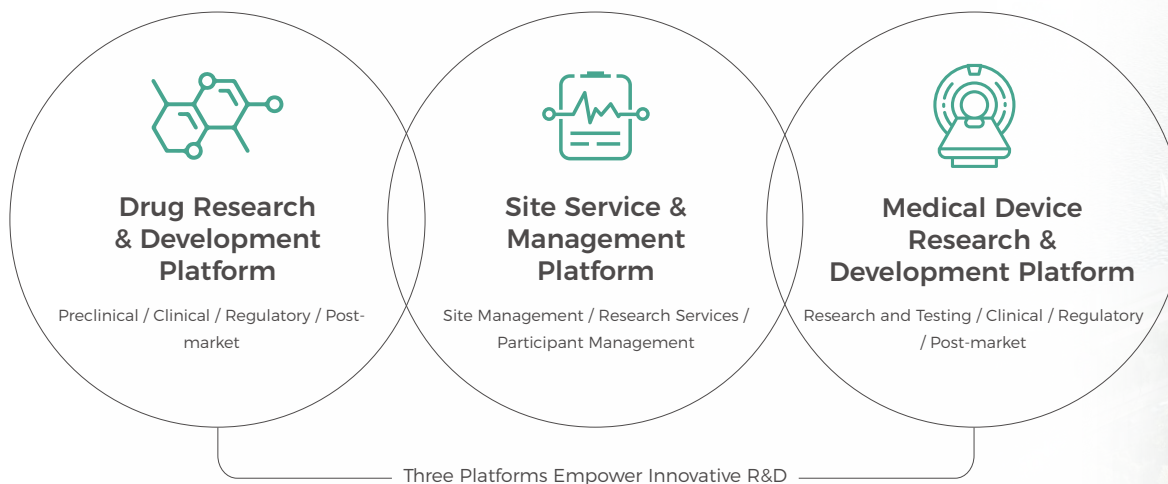 Drug Research
& Development
Platform
Preclinical / Clinical / Regulatory / Post-
market
Site Service &
Management
Platform
Site Management / Research Services /
Participant Management
Medical Device
Research &
Development Platform
Research and Testing / Clinical / Regulatory
/ Post-market
Three Platforms Empower Innovative R&D